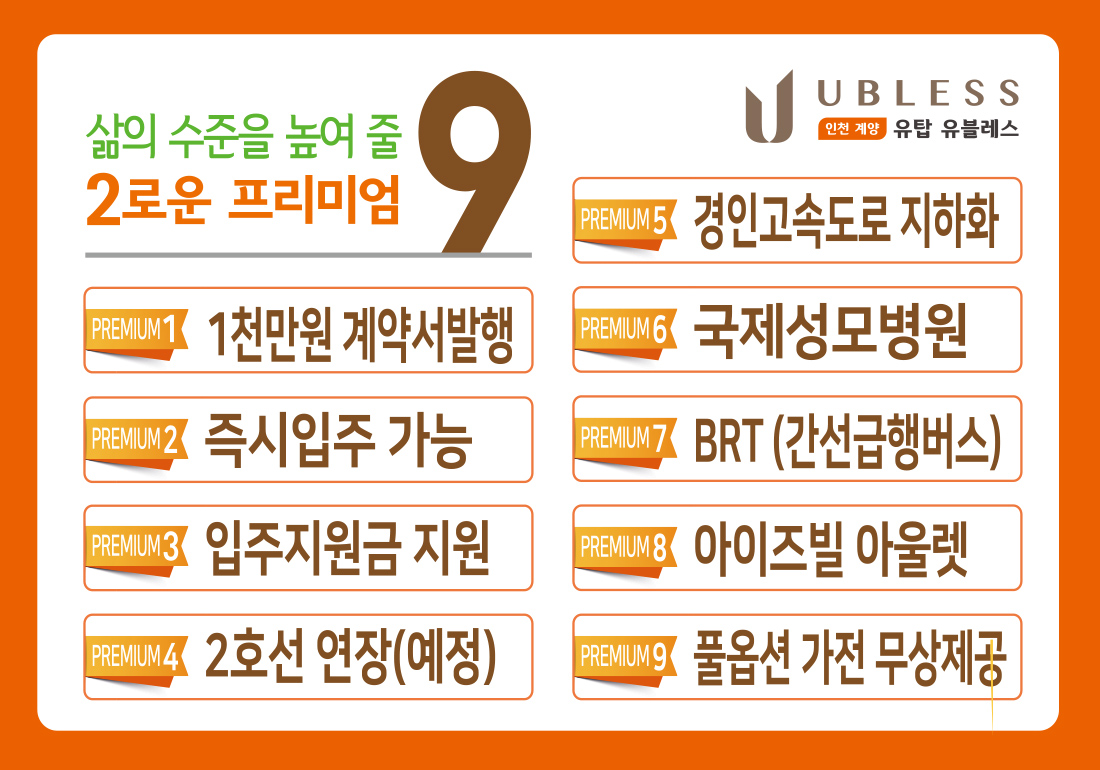 삶의 수준을 높여 줄
2로운 프리미엄
9
UBLESS
인천 계양 유탑 유블레스
PREMIUM 1 1천만원 계약서발행
PREMIUM 2 즉시입주 가능
PREMIUM 3 입주지원금 지원
PREMIUM 4 2호선 연장(예정)
PREMIUM 5 경인고속도로 지하화
PREMIUM 6 국제성모병원
PREMIUM 7 BRT (간선급행버스)
PREMIUM 8 아이즈빌 아울렛
PREMIUM 9 풀옵션 가전 무상제공